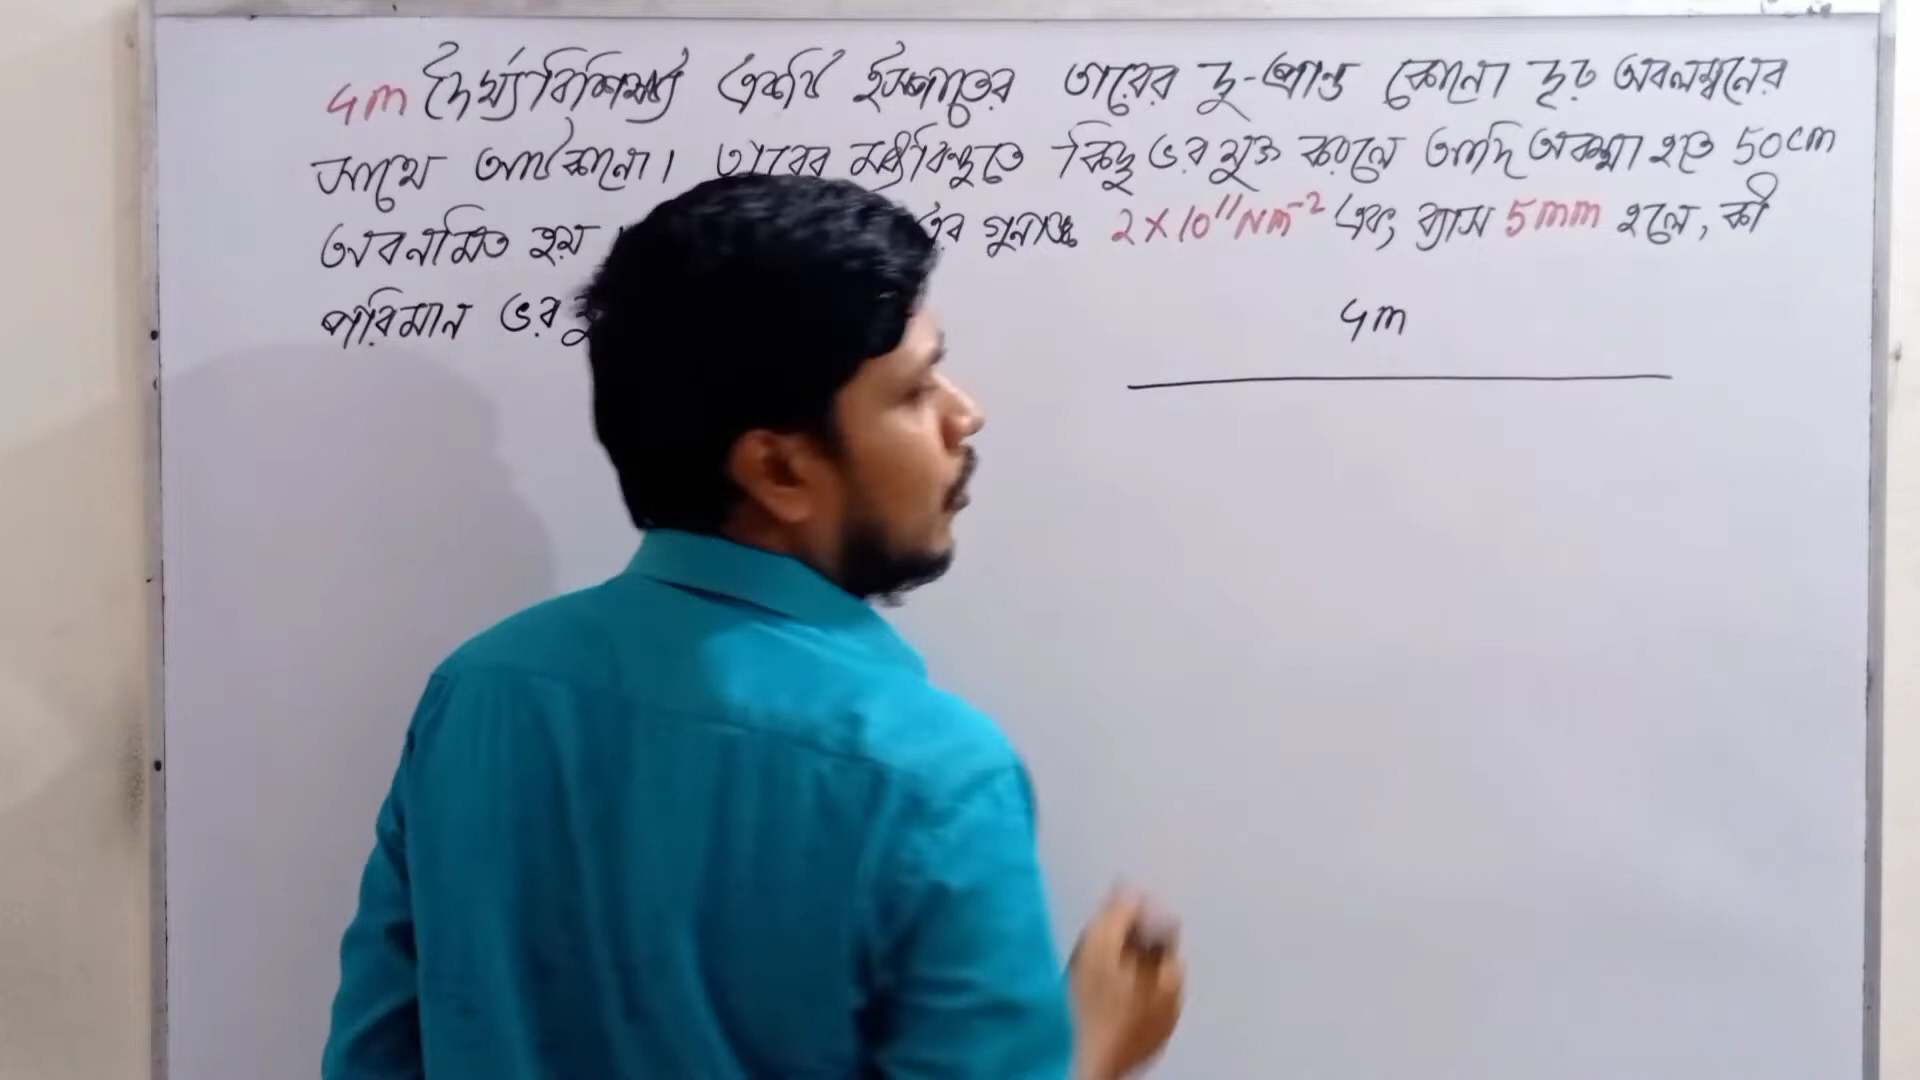 4m দৈর্ঘ্যবিশিষ্ট একটি ইস্পাতের তারের দু-প্রান্ত কোনো দৃঢ় অবলম্বনের
সাথে আটকানো। তারের মধ্যবিন্দুতে কিছু ভর যুক্ত করলে আদি অবস্থা হতে 50cm
অবনমিত হয় গুনাঙ্ক 2×10¹¹Nm⁻² এবং ব্যাস 5mm হলে, কী
পরিমান ভর
4m